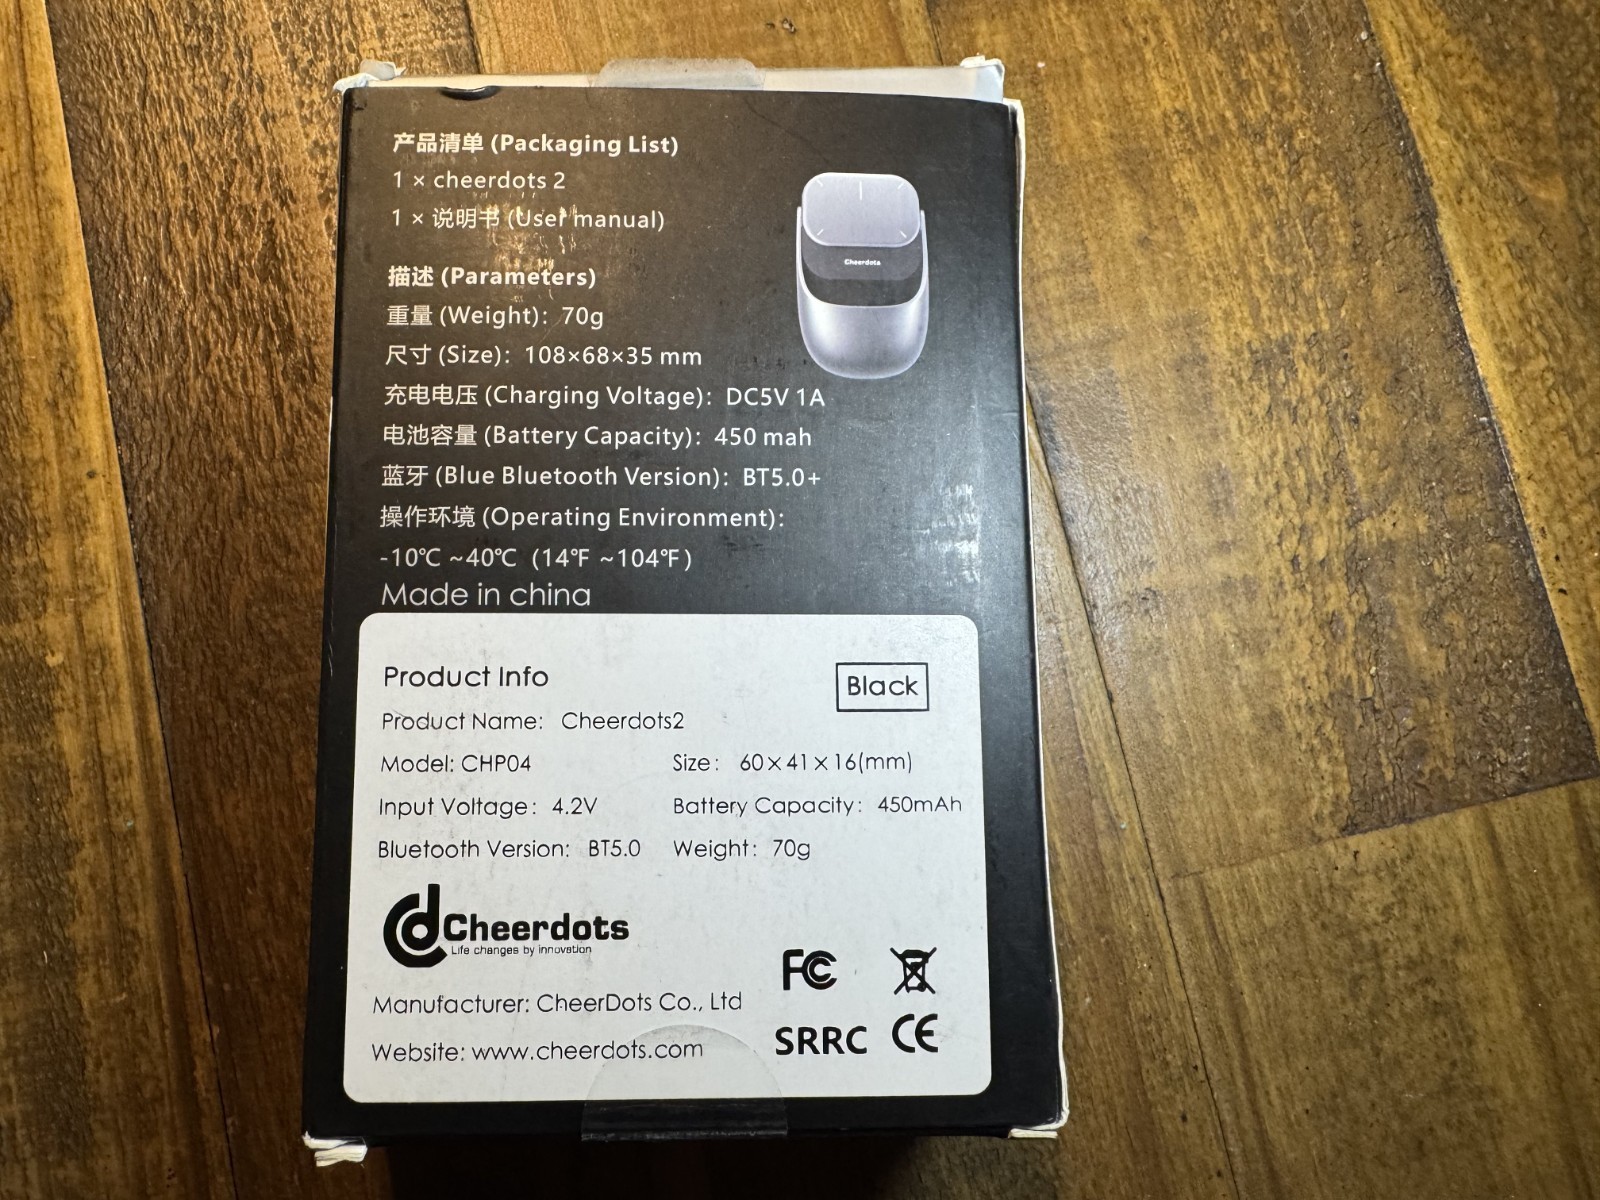 产品清单 (Packaging List)
1 × cheerdots 2
1 × 说明书 (User manual)
Cheerdots
描述 (Parameters)
重量 (Weight): 70g
尺寸 (Size): 108×68×35 mm
充电电压 (Charging Voltage): DC5V 1A
电池容量 (Battery Capacity): 450 mah
蓝牙 (Blue Bluetooth Version): BT5.0+
操作环境 (Operating Environment):
-10℃ ~40℃ (14℉ ~104℉)
Made in china
Product Info
Black
Product Name: Cheerdots2
Model: CHP04 Size: 60×41×16(mm)
Input Voltage: 4.2V Battery Capacity: 450mAh
Bluetooth Version: BT5.0 Weight: 70g
cd Cheerdots
Life changes by innovation
FC
Manufacturer: CheerDots Co., Ltd
SRRC CE
Website: www.cheerdots.com